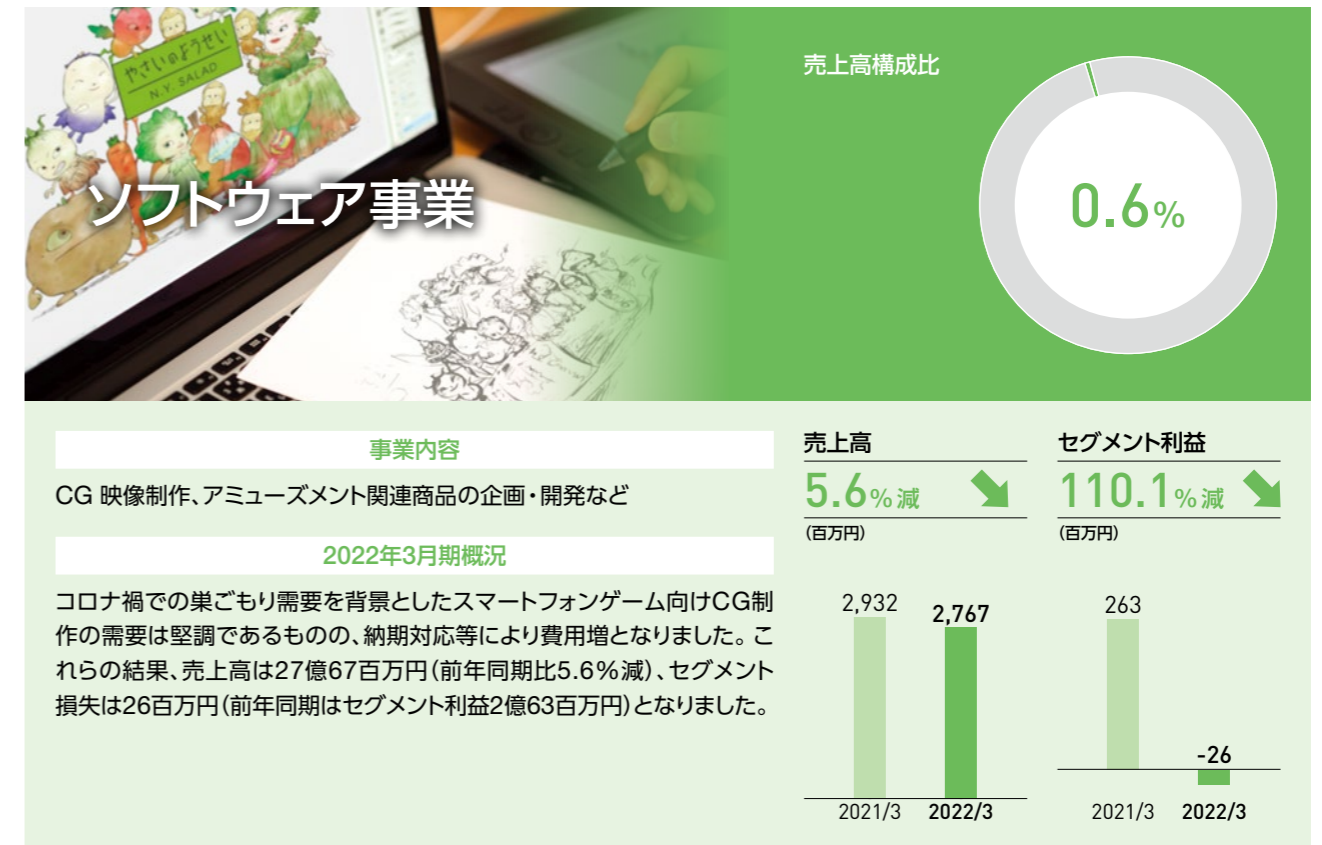 やさいのようせい
N.Y. SALAD
ソフトウェア事業
売上高構成比
0.6%
事業内容
CG 映像制作、アミューズメント関連商品の企画・開発など
2022年3月期概況
コロナ禍での巣ごもり需要を背景としたスマートフォンゲーム向けCG制
作の需要は堅調であるものの、納期対応等により費用増となりました。こ
れらの結果、売上高は27億67百万円(前年同期比5.6%減)、セグメント
損失は26百万円(前年同期はセグメント利益2億63百万円)となりました。
売上高
5.6%減
(百万円)
2,932
2,767
2021/3
2022/3
セグメント利益
110.1%減
(百万円)
263
-26
2021/3
2022/3